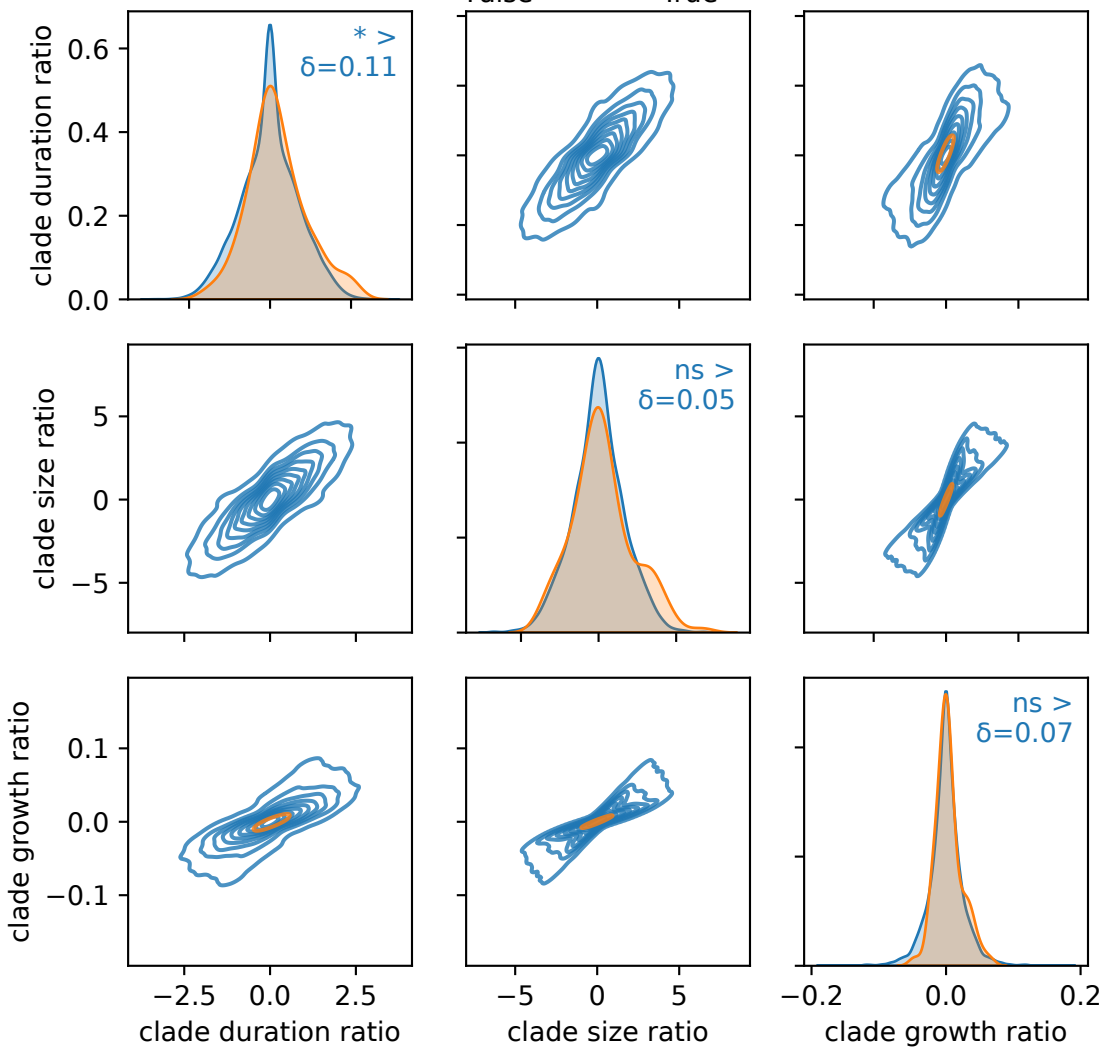 True
clade duration ratio
0.6
0.4
0.2
0.0
* >
δ=0.11
clade size ratio
5
0
−5
ns >
δ=0.05
clade growth ratio
0.1
0.0
−0.1
ns >
δ=0.07
−2.5 0.0 2.5
−5 0 5
−0.2 0.0 0.2
clade duration ratio
clade size ratio
clade growth ratio